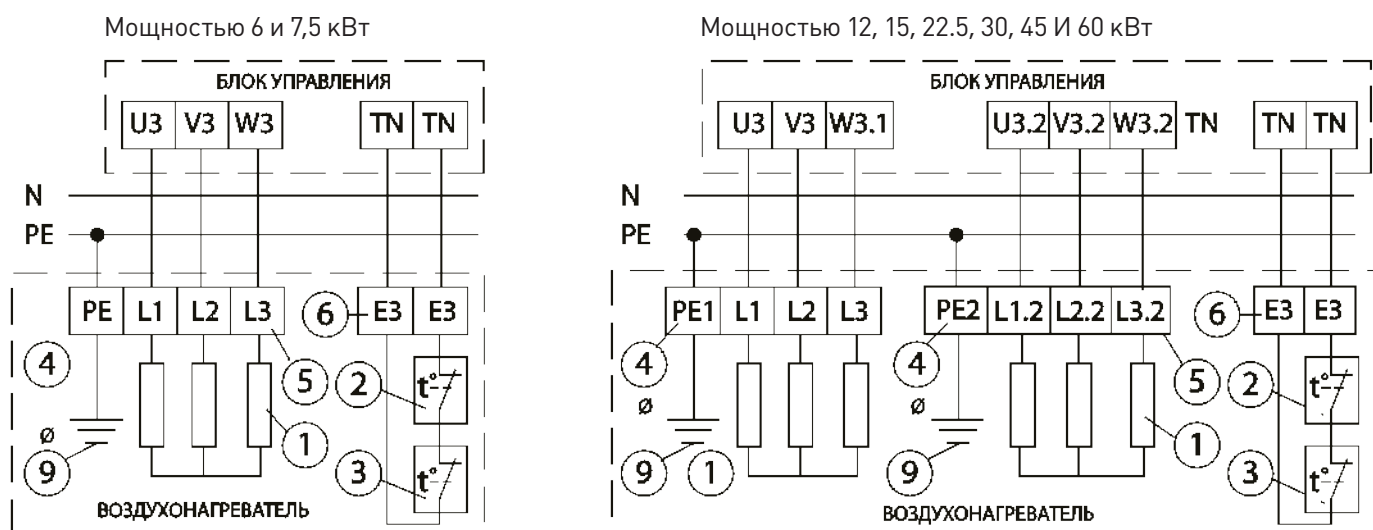 Мощностью 6 и 7,5 кВт
БЛОК УПРАВЛЕНИЯ
U3 V3 W3 TN TN
N
PE
PE L1 L2 L3 6 E3 E3
4 5 2 t°
ø
9 1 3 t°
ВОЗДУХОНАГРЕВАТЕЛЬ
Мощностью 12, 15, 22.5, 30, 45 И 60 кВт
БЛОК УПРАВЛЕНИЯ
U3 V3 W3.1 U3.2 V3.2 W3.2 TN TN TN
N
PE
PE1 L1 L2 L3 PE2 L1.2 L2.2 L3.2 6 E3 E3
4 4 5 2 t°
ø ø
9 1 9 1 3 t°
ВОЗДУХОНАГРЕВАТЕЛЬ